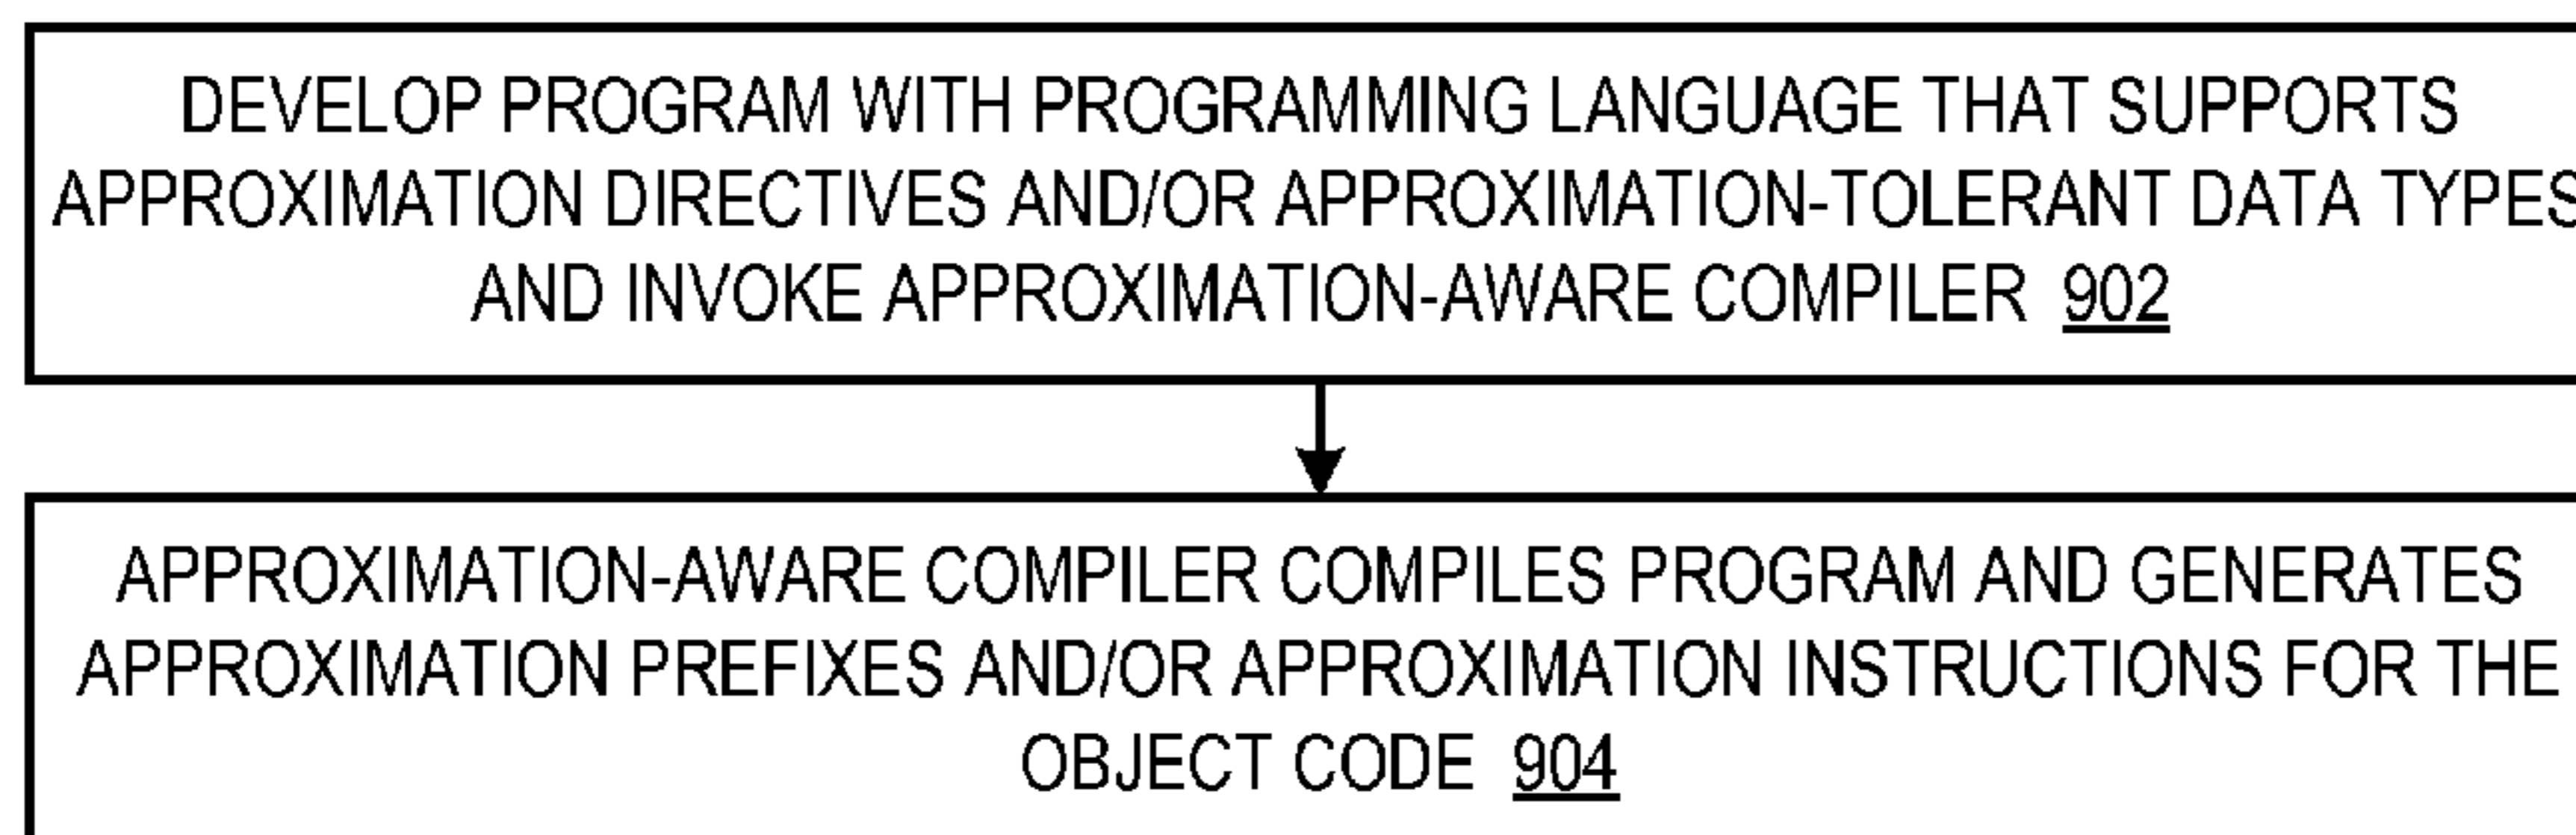 DEVELOP PROGRAM WITH PROGRAMMING LANGUAGE THAT SUPPORTS
APPROXIMATION DIRECTIVES AND/OR APPROXIMATION-TOLERANT DATA TYPES
AND INVOKE APPROXIMATION-AWARE COMPILER 902
APPROXIMATION-AWARE COMPILER COMPILES PROGRAM AND GENERATES
APPROXIMATION PREFIXES AND/OR APPROXIMATION INSTRUCTIONS FOR THE
OBJECT CODE 904